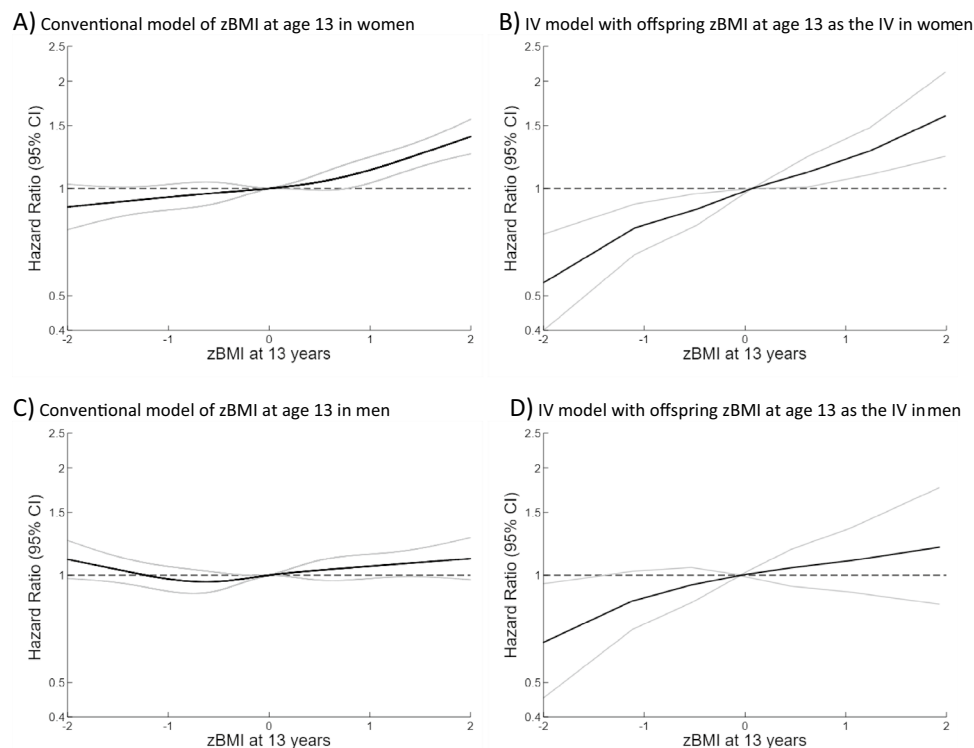 A) Conventional model of zBMI at age 13 in women
2.5
2
1.5
1
0.5
0.4
Hazard Ratio (95% CI)
-2 -1 0 1 2
zBMI at 13 years
B) IV model with offspring zBMI at age 13 as the IV in women
2.5
2
1.5
1
0.5
0.4
Hazard Ratio (95% CI)
-2 -1 0 1 2
zBMI at 13 years
C) Conventional model of zBMI at age 13 in men
2.5
2
1.5
1
0.5
0.4
Hazard Ratio (95% CI)
-2 -1 0 1 2
zBMI at 13 years
D) IV model with offspring zBMI at age 13 as the IV in men
2.5
2
1.5
1
0.5
0.4
Hazard Ratio (95% CI)
-2 -1 0 1 2
zBMI at 13 years